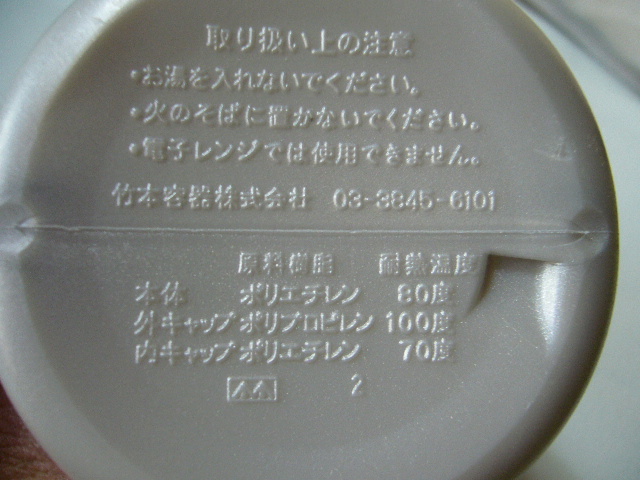 取り扱い上の注意
・お湯を入れないでください。
・火のそばに置かないでください。
・電子レンジでは使用できません。
竹本容器株式会社 03-3845-6101
原料樹脂 耐熱温度
本体 ポリエチレン 80度
外キャップ ポリプロピレン 100度
内キャップ ポリエチレン 70度
2